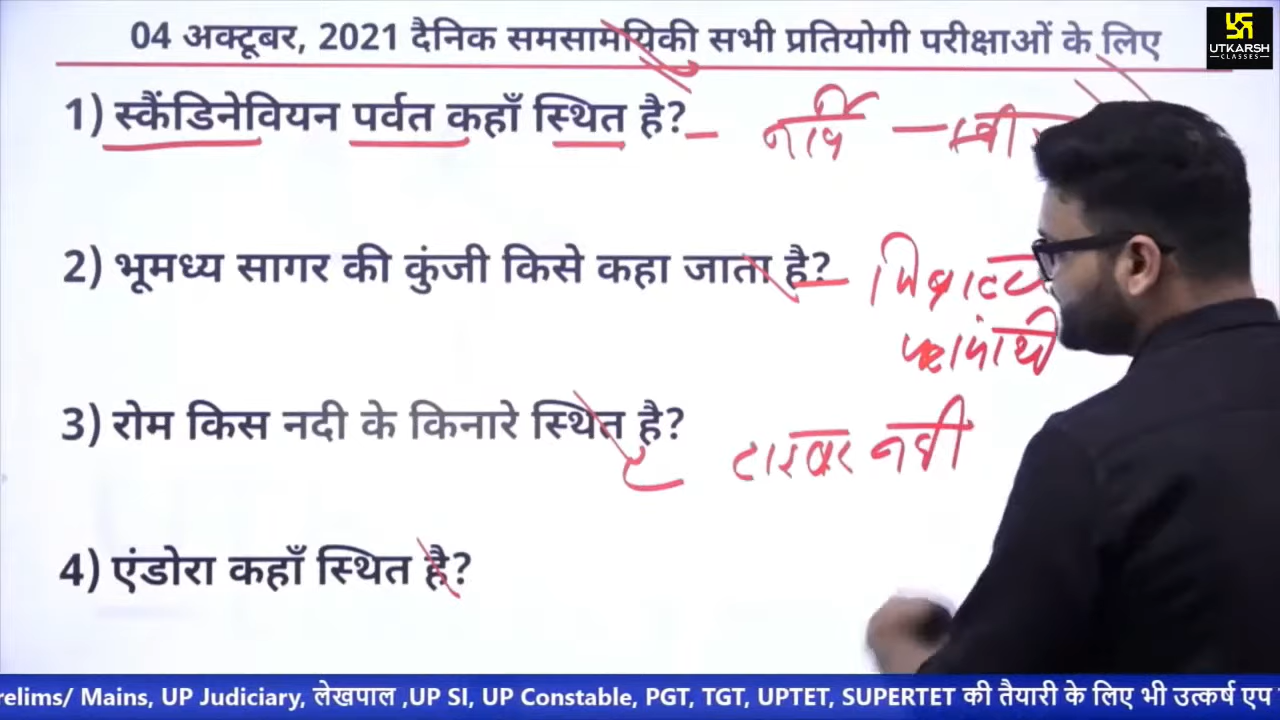 04 अक्टूबर, 2021 दैनिक समसामयिकी सभी प्रतियोगी परीक्षाओं के लिए
UTKARSH
CLASSES
1) स्कैंडिनेवियन पर्वत कहाँ स्थित है? – नार्वे – स्वी
2) भूमध्य सागर की कुंजी किसे कहा जाता है? –
3) रोम किस नदी के किनारे स्थित है?
टाइबर नदी
4) एंडोरा कहाँ स्थित है?
relims/ Mains, UP Judiciary, लेखपाल ,UP SI, UP Constable, PGT, TGT, UPTET, SUPERTET की तैयारी के लिए भी उत्कर्ष एप